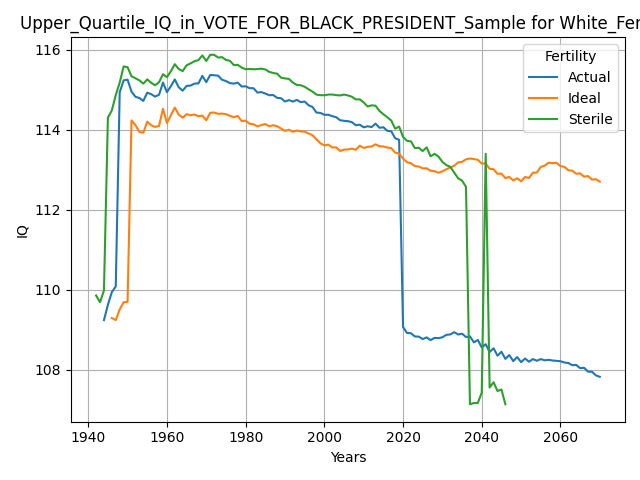 Upper_Quartile_IQ_in_VOTE_FOR_BLACK_PRESIDENT_Sample for White_Fer
116
114
112
110
108
IQ
1940
1960
1980
2000
2020
2040
2060
Years
Fertility
Actual
Ideal
Sterile